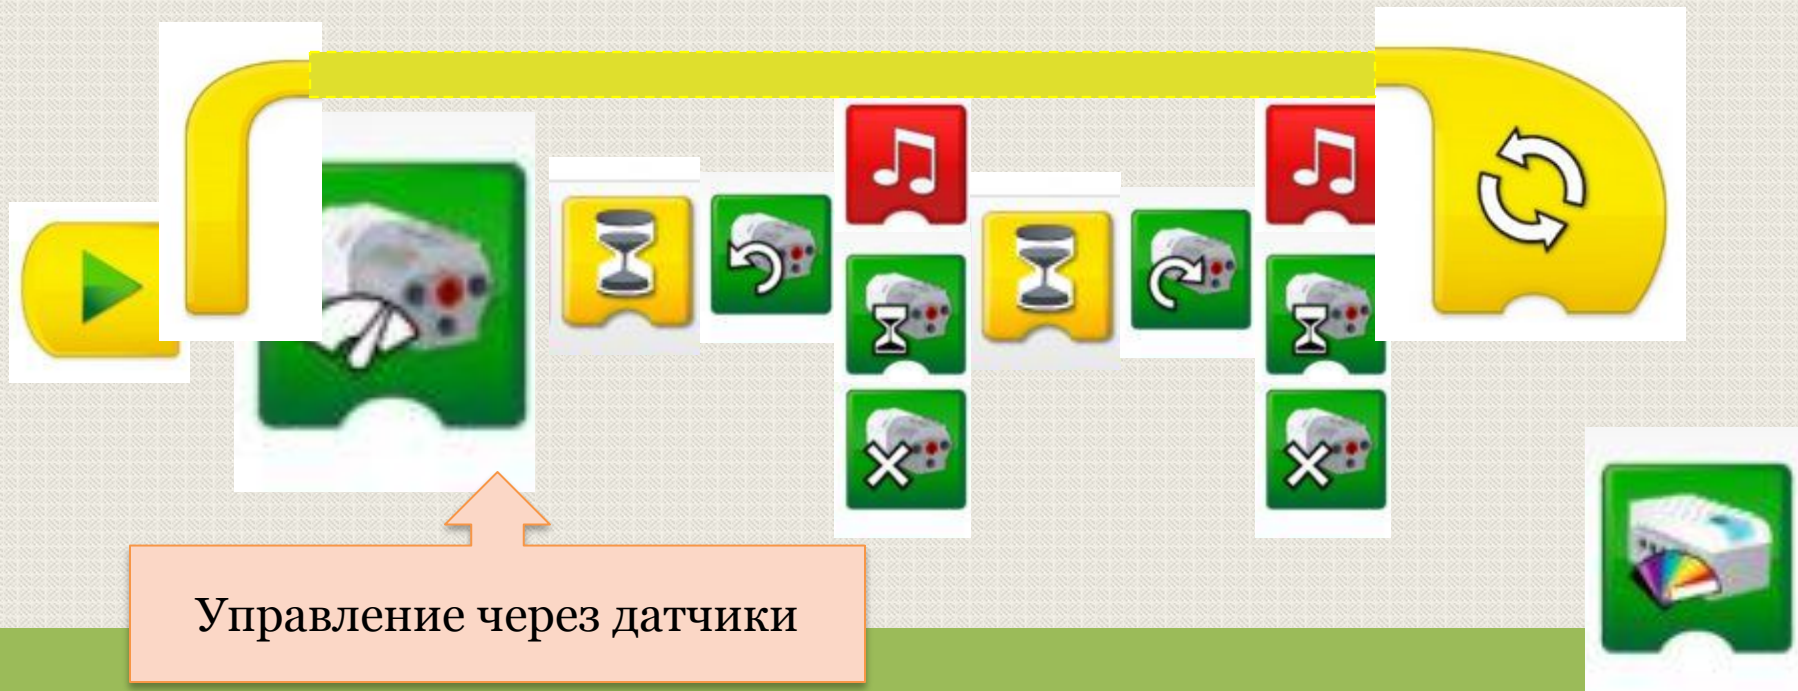 Управление через датчики